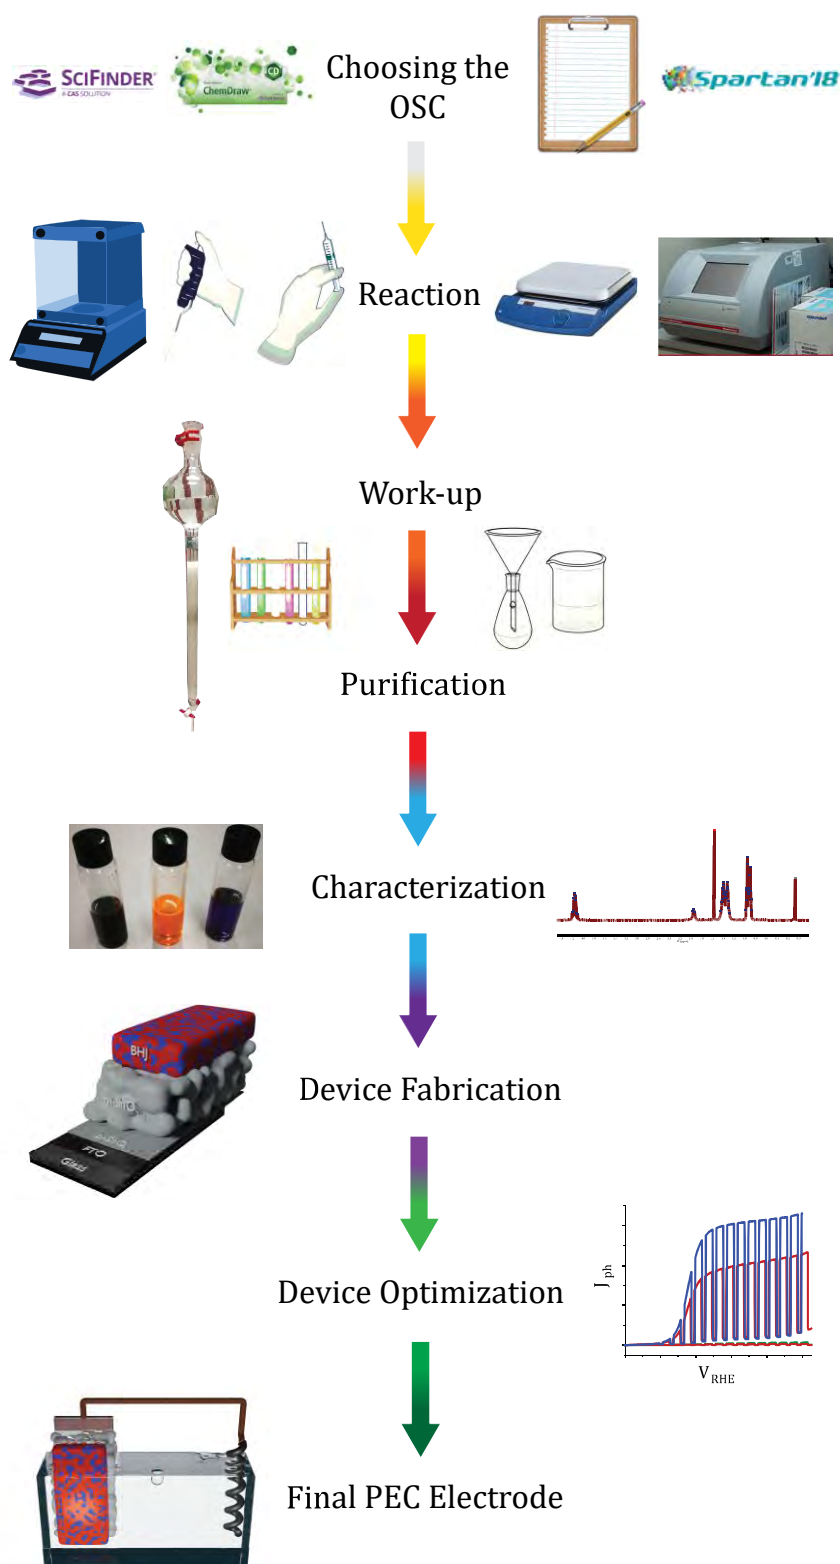 SCIFINDER®
A CAS SOLUTION
ChemDraw
Choosing the
OSC
Spartan'18
Reaction
Work-up
Purification
Characterization
BHJ
FTO
Glass
Device Fabrication
Device Optimization
J ph
V RHE
Final PEC Electrode